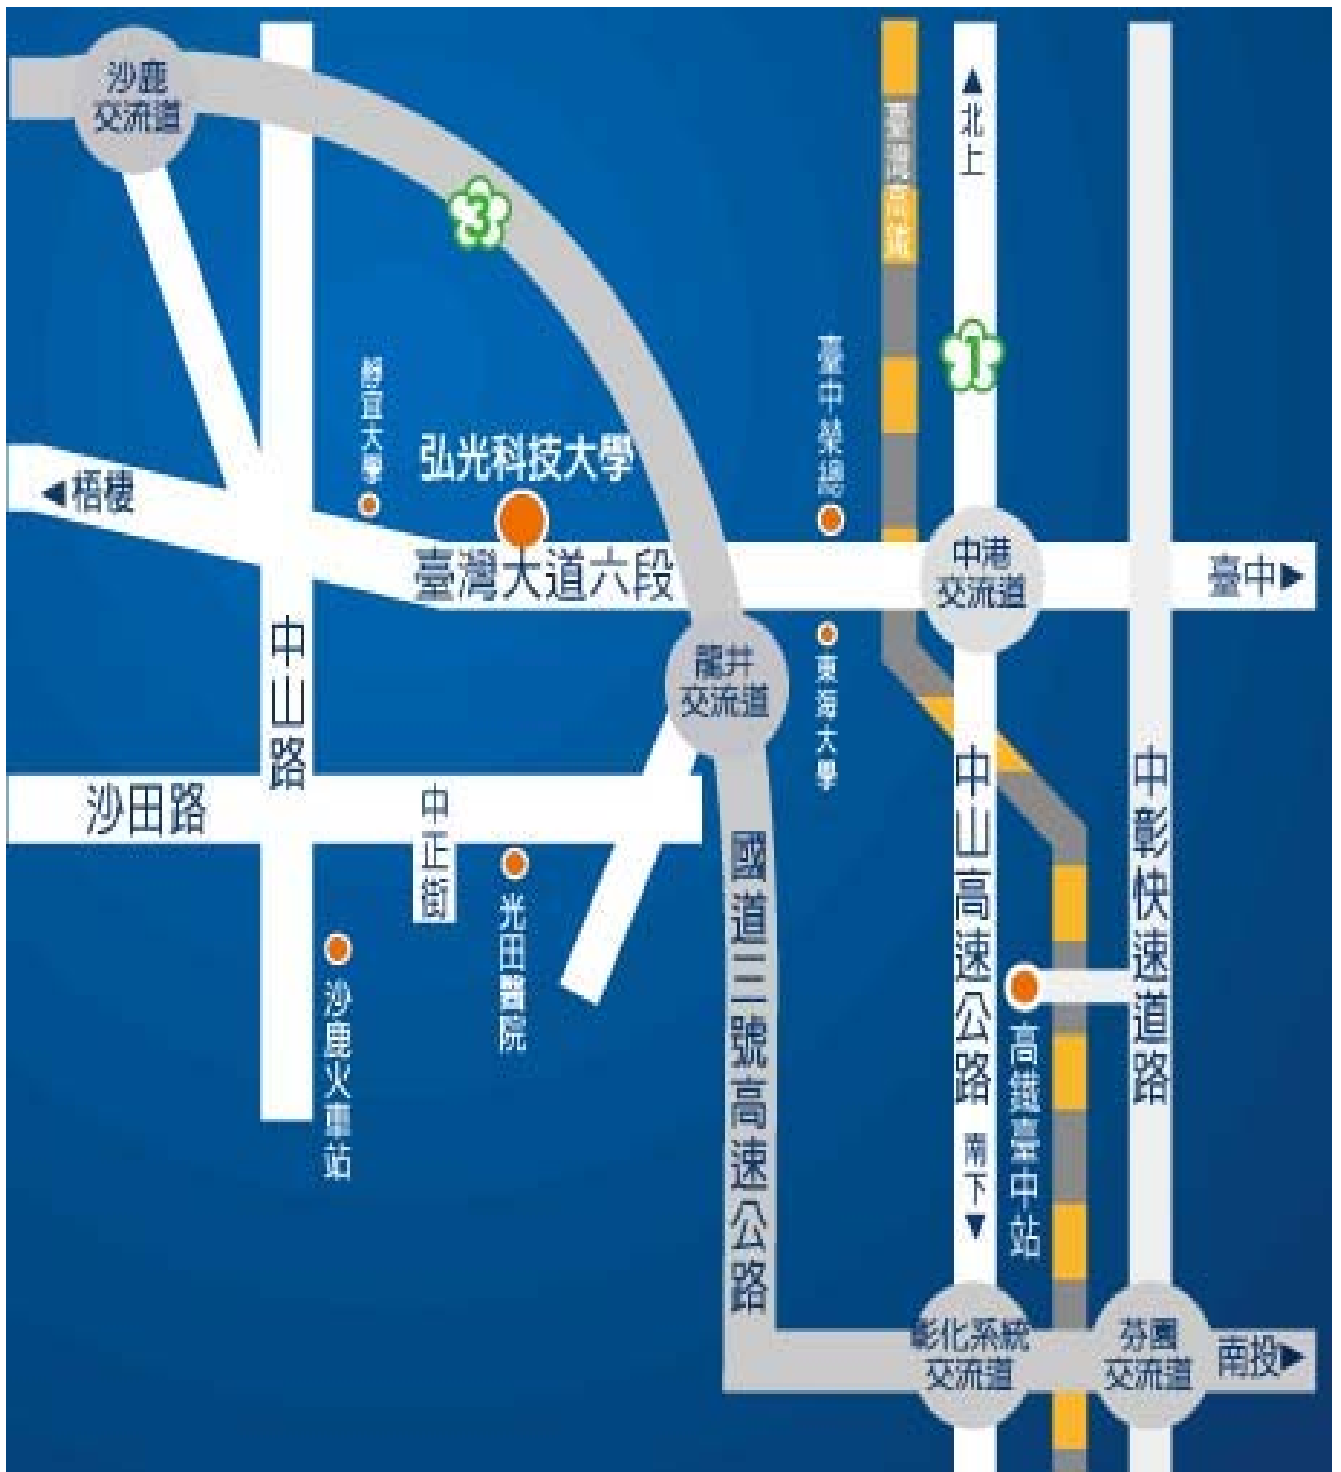 沙鹿
交流道
3
臺灣高鐵
北上
1
靜宜大學
弘光科技大學
臺中榮總
梧棲
臺灣大道六段
中港
交流道
臺中
中山路
龍井
交流道
東海大學
沙田路
中正街
光田醫院
沙鹿火車站
國道三號高速公路
中山高速公路
南下
中彰快速道路
高鐵臺中站
彰化系統
交流道
芬園
交流道
南投